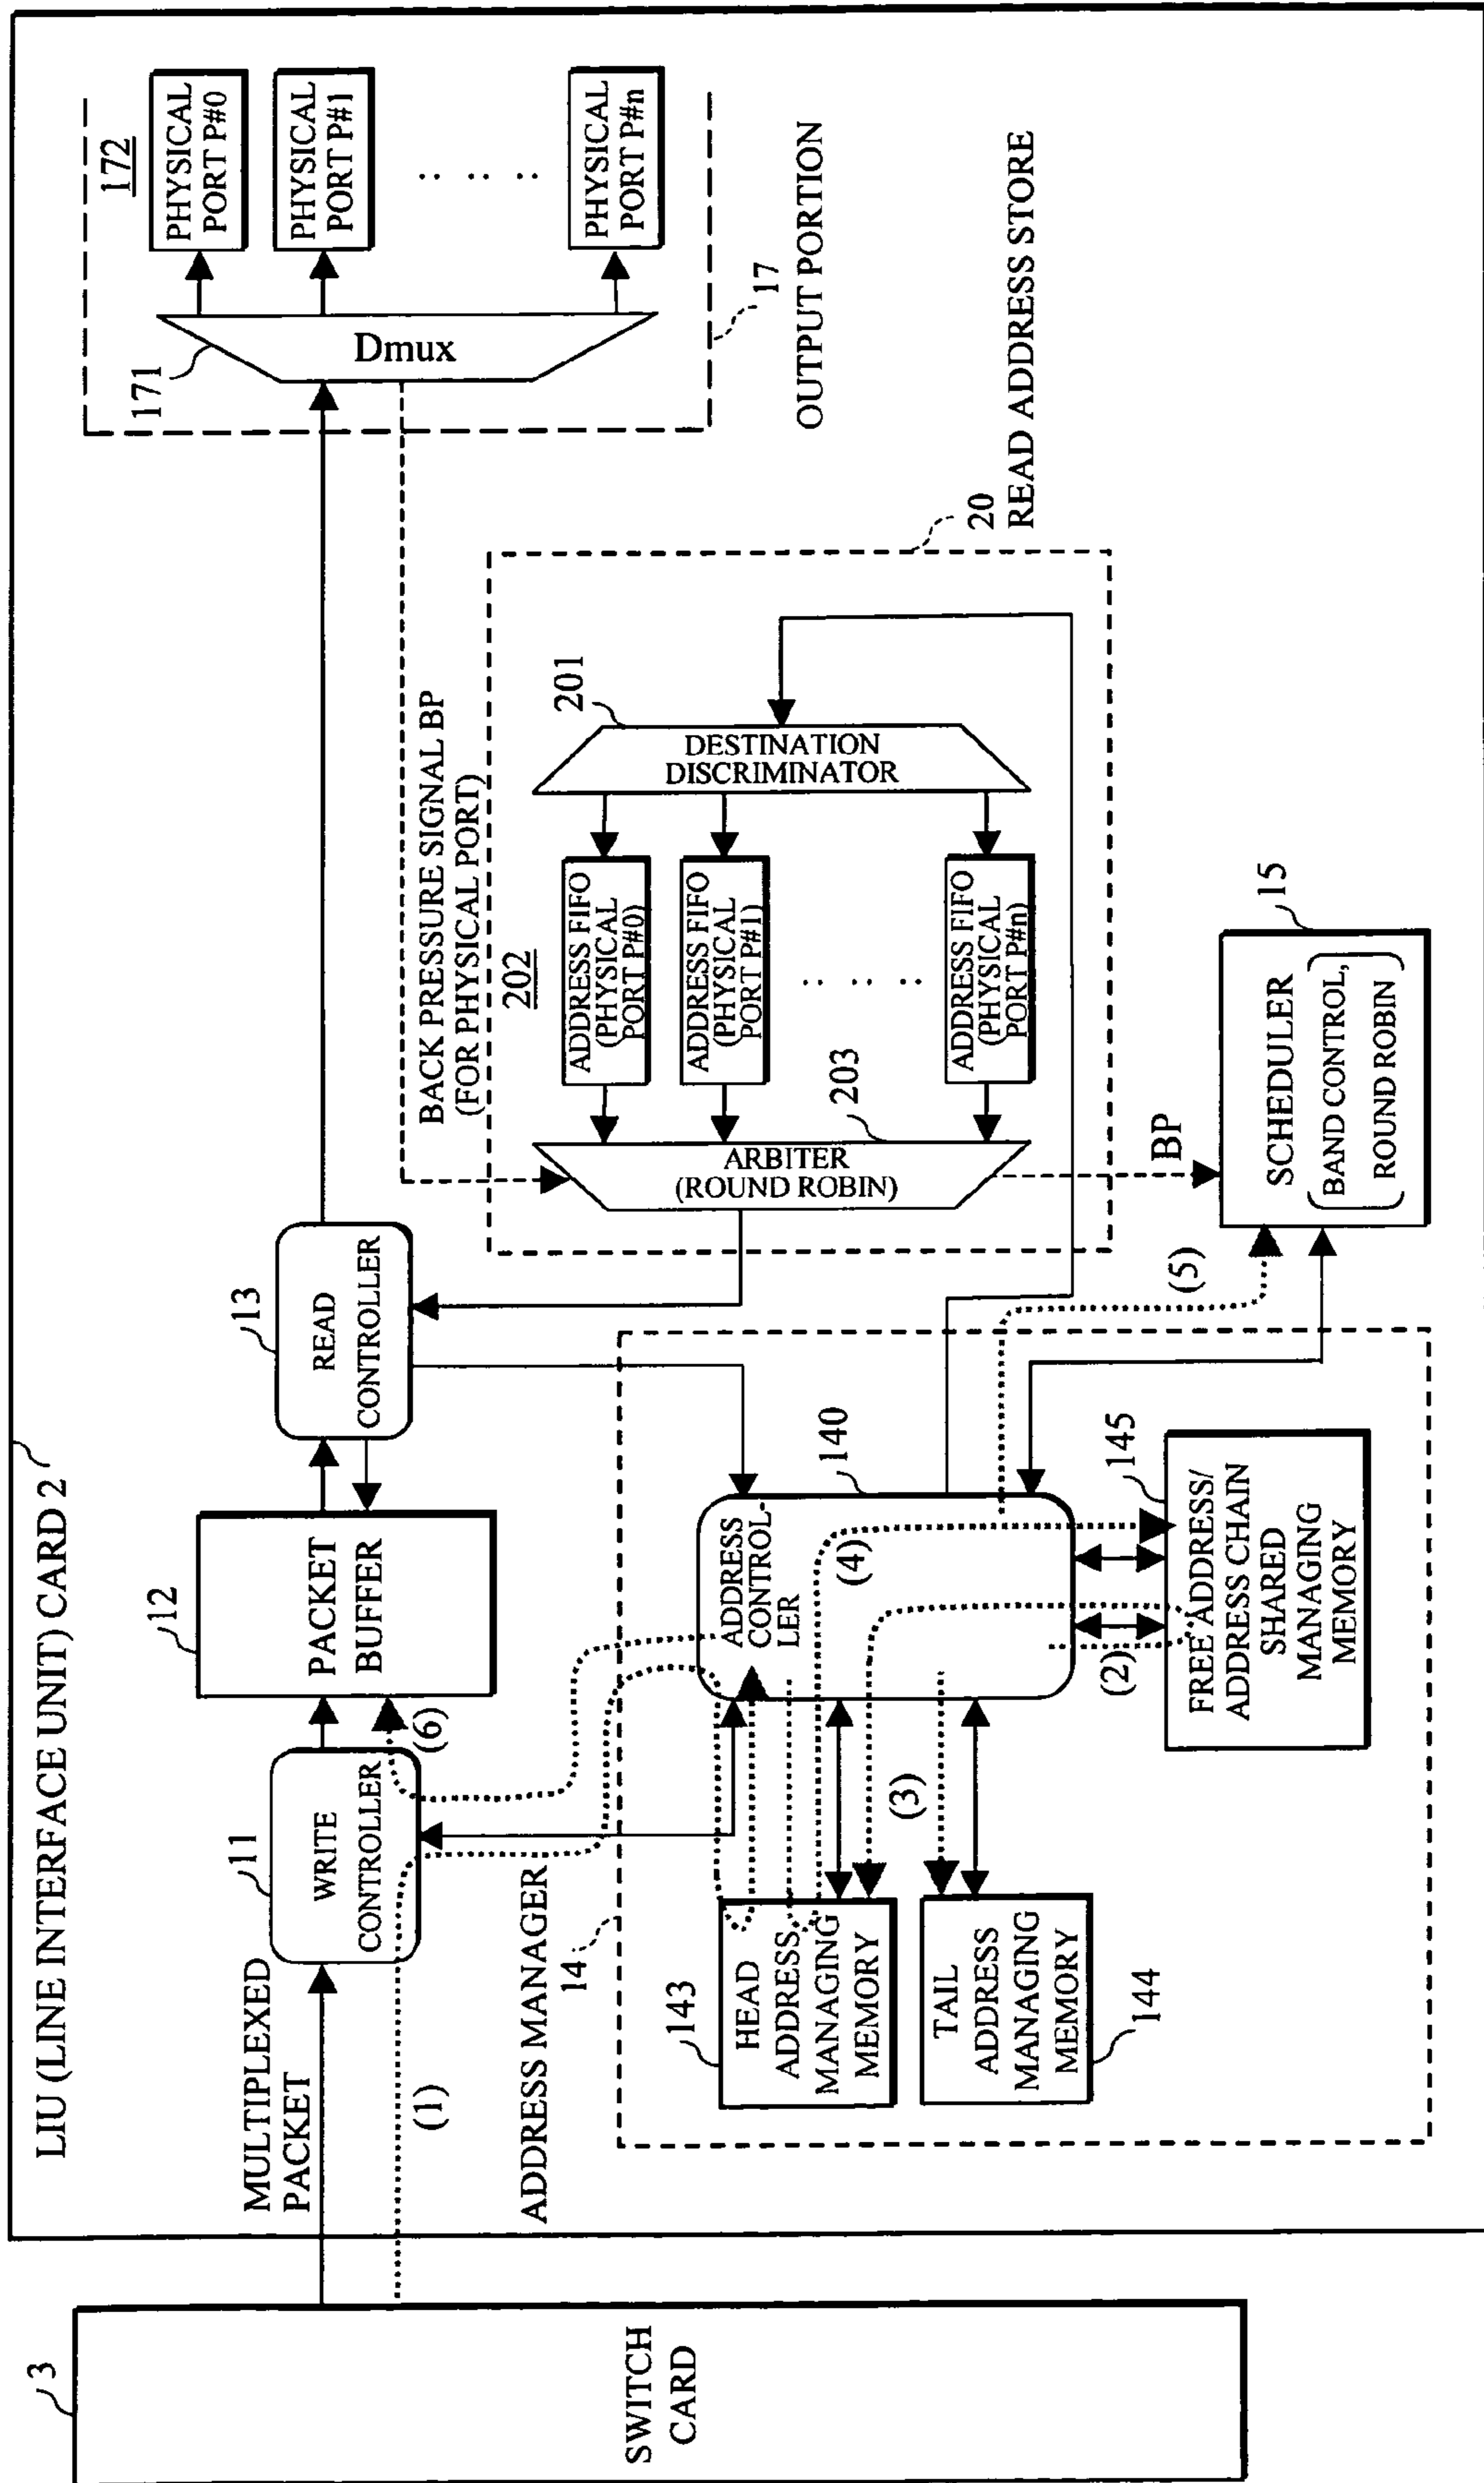 LIU (LINE INTERFACE UNIT) CARD 2
3
SWITCH
CARD
MULTIPLEXED
PACKET
(1)
11
WRITE
CONTROLLER
(6)
12
PACKET
BUFFER
13
READ
CONTROLLER
171
Dmux
172
PHYSICAL
PORT P#0
PHYSICAL
PORT P#1
. . . . .
PHYSICAL
PORT P#n
17
OUTPUT PORTION
BACK PRESSURE SIGNAL BP
(FOR PHYSICAL PORT)
20
READ ADDRESS STORE
201
DESTINATION
DISCRIMINATOR
202
ADDRESS FIFO
(PHYSICAL
PORT P#0)
ADDRESS FIFO
(PHYSICAL
PORT P#1)
. . . . .
ADDRESS FIFO
(PHYSICAL
PORT P#n)
203
ARBITER
(ROUND ROBIN)
BP
15
SCHEDULER
BAND CONTROL,
ROUND ROBIN
(5)
ADDRESS MANAGER
14
140
ADDRESS
CONTROL-
LER
143
HEAD
ADDRESS
MANAGING
MEMORY
(4)
(3)
TAIL
ADDRESS
MANAGING
MEMORY
144
(2)
145
FREE ADDRESS/
ADDRESS CHAIN
SHARED
MANAGING
MEMORY